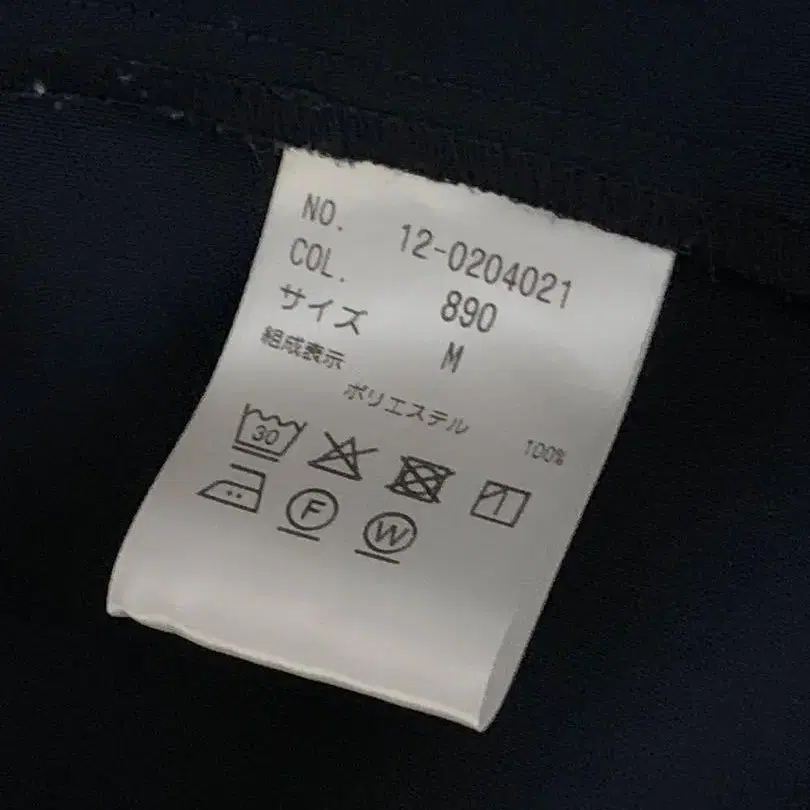 NO. 12-0204021
COL. 890
サイズ M
組成表示
ポリエステル 100%
30
F W